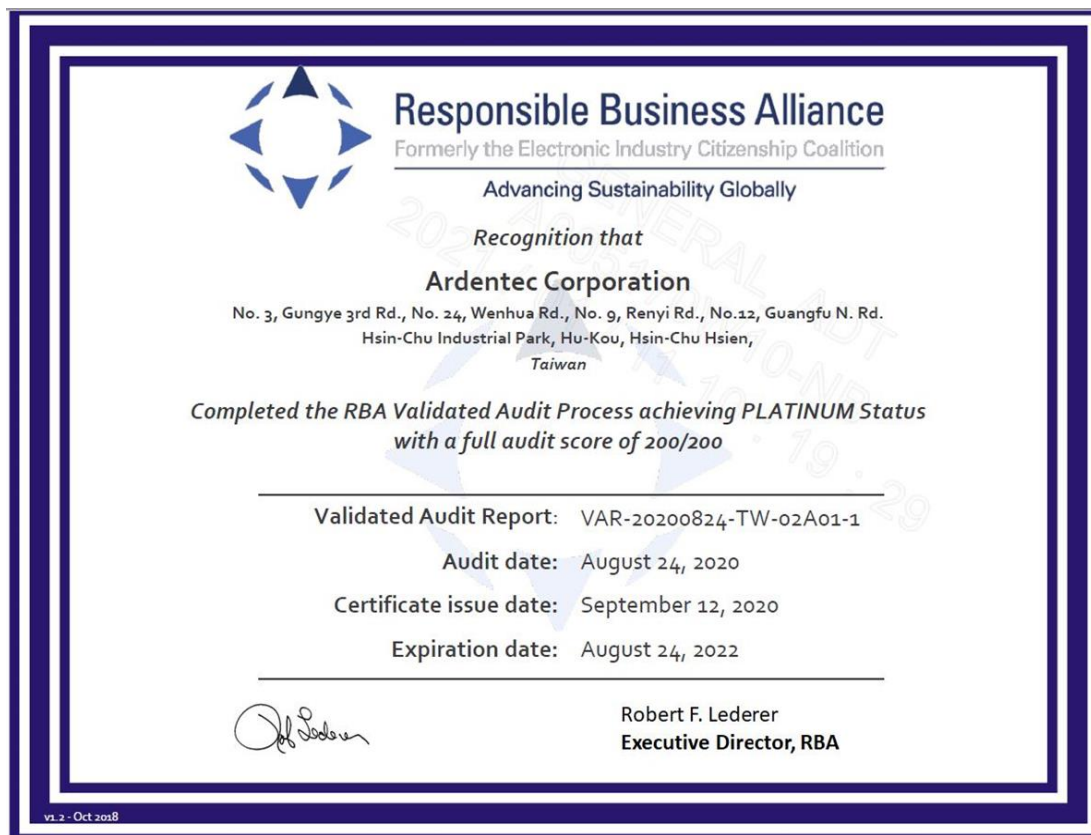 Responsible Business Alliance
Formerly the Electronic Industry Citizenship Coalition
Advancing Sustainability Globally
Recognition that
Ardentec Corporation
No. 3, Gungye 3rd Rd., No. 24, Wenhua Rd., No. 9, Renyi Rd., No.12, Guangfu N. Rd.
Hsin-Chu Industrial Park, Hu-Kou, Hsin-Chu Hsien,
Taiwan
Completed the RBA Validated Audit Process achieving PLATINUM Status
with a full audit score of 200/200
Validated Audit Report: VAR-20200824-TW-02A01-1
Audit date: August 24, 2020
Certificate issue date: September 12, 2020
Expiration date: August 24, 2022
Robert F. Lederer
Executive Director, RBA
v1.2 - Oct 2018